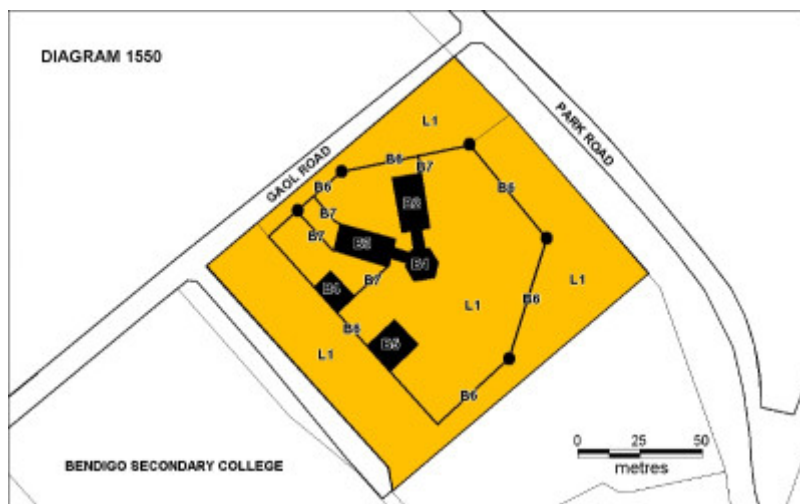 DIAGRAM 1550
GAOL ROAD
PARK ROAD
L1
B6
B7
B2
B6
B6
B7
B7
B3
B1
B7
B4
L1
B6
L1
B6
L1
B5
B6
0 25 50
metres
BENDIGO SECONDARY COLLEGE